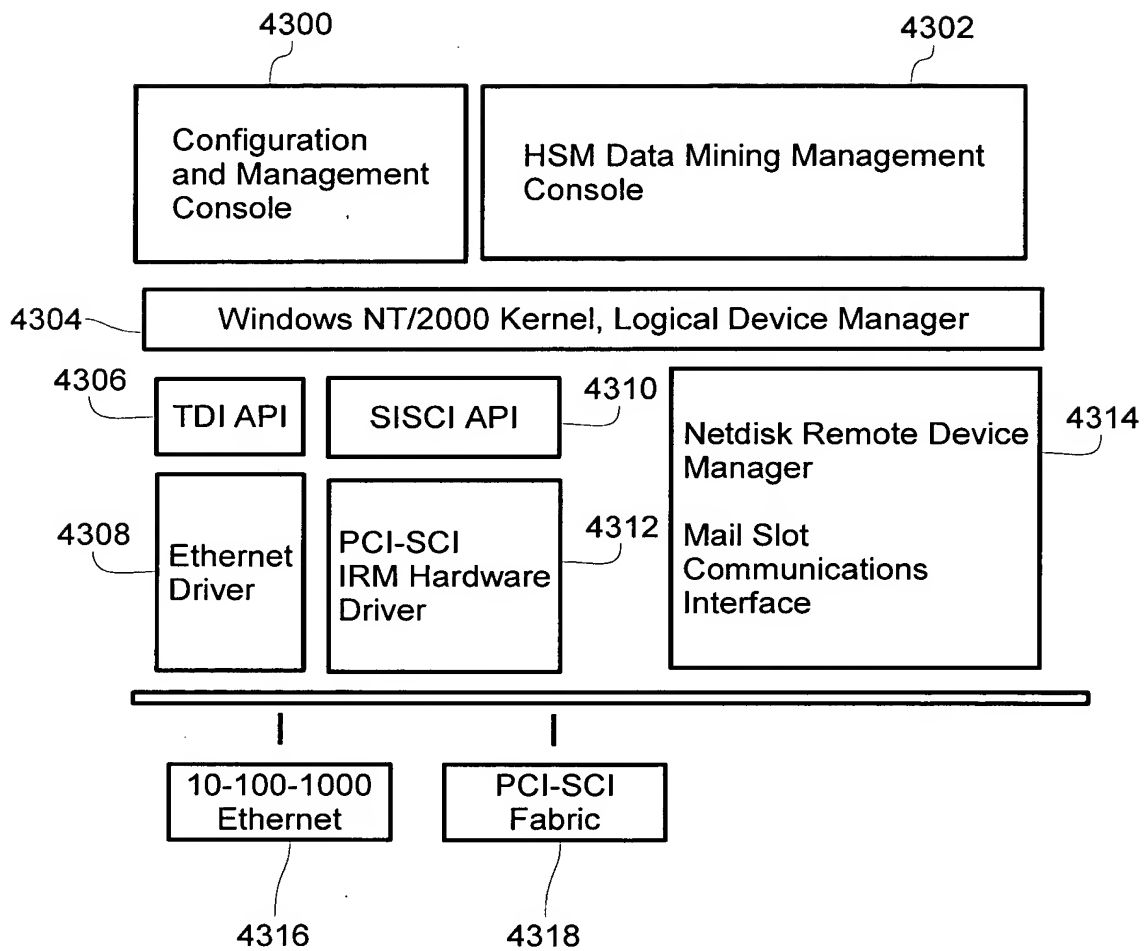 4300
4302
Configuration
and Management
Console
HSM Data Mining Management
Console
4304
Windows NT/2000 Kernel, Logical Device Manager
4306
TDI API
SISCI API
4310
4314
Netdisk Remote Device
Manager
Mail Slot
Communications
Interface
4308
Ethernet
Driver
PCI-SCI
IRM Hardware
Driver
4312
10-100-1000
Ethernet
PCI-SCI
Fabric
4316
4318